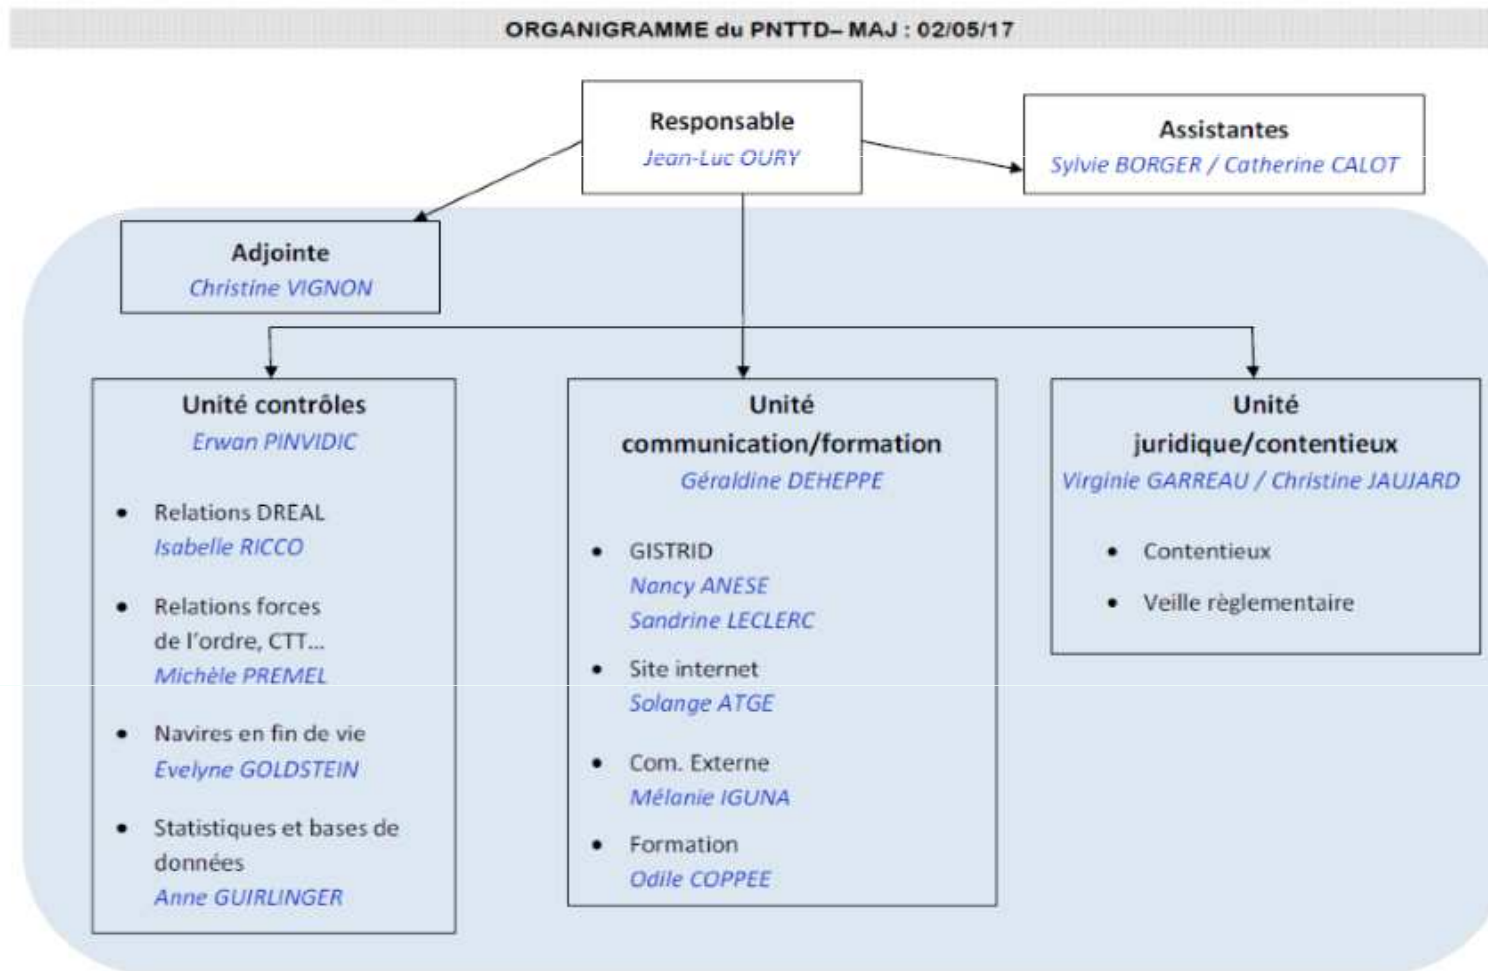 ORGANIGRAMME du PNTTD– MAJ : 02/05/17
Responsable
Jean-Luc OURY
Assistantes
Sylvie BORGER / Catherine CALOT
Adjointe
Christine VIGNON
Unité contrôles
Erwan PINVIDIC
• Relations DREAL
Isabelle RICCO
• Relations forces
de l'ordre, CTT...
Michèle PREMEL
• Navires en fin de vie
Evelyne GOLDSTEIN
• Statistiques et bases de
données
Anne GUIRLINGER
Unité
communication/formation
Géraldine DEHEPPE
• GISTRID
Nancy ANESE
Sandrine LECLERC
• Site internet
Solange ATGE
• Com. Externe
Mélanie IGUNA
• Formation
Odile COPPEE
Unité
juridique/contentieux
Virginie GARREAU / Christine JAUJARD
• Contentieux
• Veille règlementaire